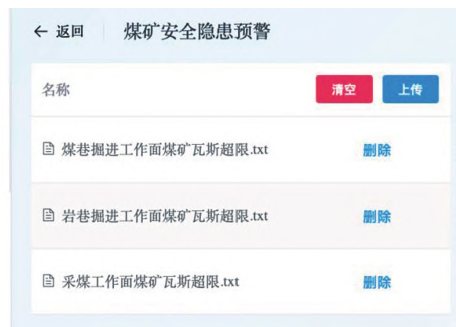 ← 返回 煤矿安全隐患预警
名称 清空 上传
煤巷掘进工作面煤矿瓦斯超限.txt 删除
岩巷掘进工作面煤矿瓦斯超限.txt 删除
采煤工作面煤矿瓦斯超限.txt 删除